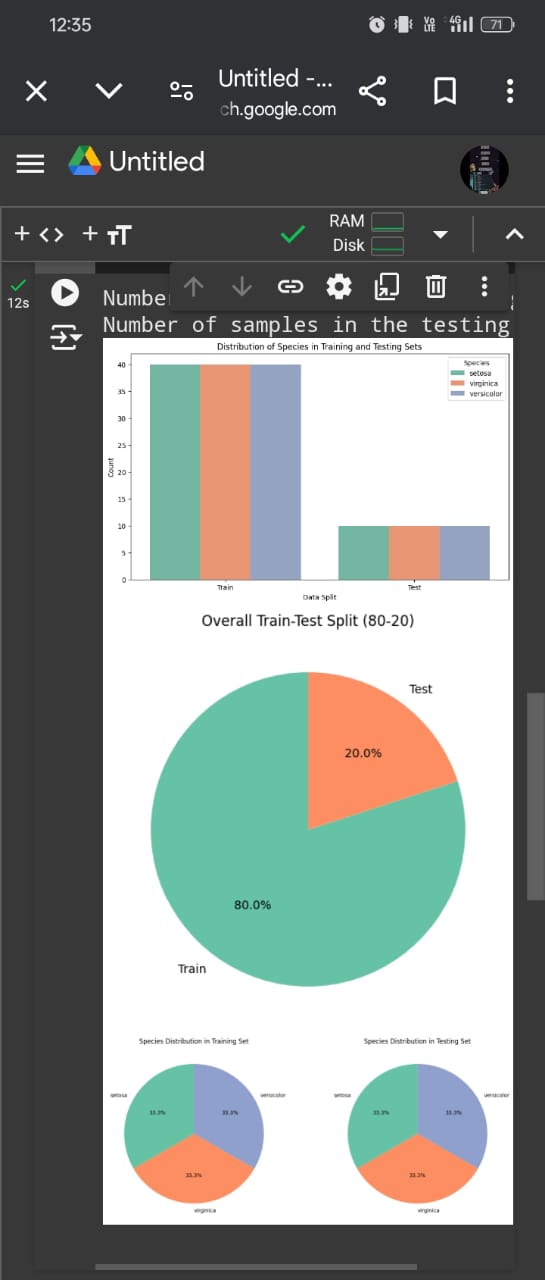 12:35
Vo LTE 4G 71
Untitled -...
ch.google.com
Untitled
RAM
Disk
12s
Numbe
Number of samples in the testing
Distribution of Species in Training and Testing Sets
Species
setosa
virginica
versicolor
Count
40
35
30
25
20
15
10
5
0
Train Test
Data Split
Overall Train-Test Split (80-20)
Test
20.0%
80.0%
Train
Species Distribution in Training Set
Species Distribution in Testing Set
setosa
versicolor
33.3%
33.3%
33.3%
virginica
setosa
versicolor
33.3%
33.3%
33.3%
virginica